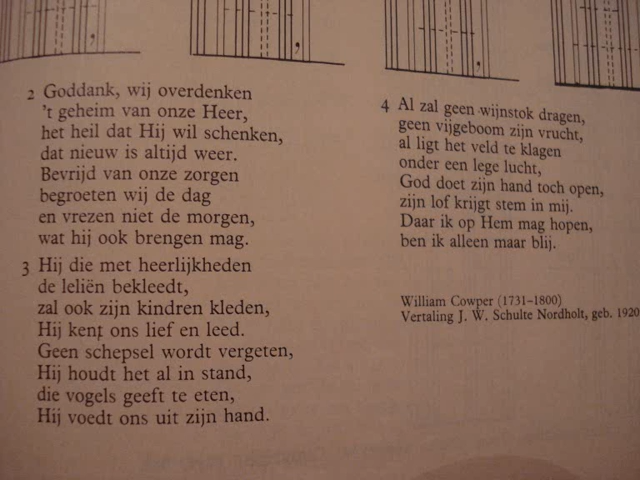 2 Goddank, wij overdenken
't geheim van onze Heer,
het heil dat Hij wil schenken,
dat nieuw is altijd weer.
Bevrijd van onze zorgen
begroeten wij de dag
en vrezen niet de morgen,
wat hij ook brengen mag.
3 Hij die met heerlijkheden
de leliën bekleedt,
zal ook zijn kindren kleden,
Hij kent ons lief en leed.
Geen schepsel wordt vergeten,
Hij houdt het al in stand,
die vogels geeft te eten,
Hij voedt ons uit zijn hand.
4 Al zal geen wijnstok dragen,
geen vijgeboom zijn vrucht,
al ligt het veld te klagen
onder een lege lucht,
God doet zijn hand toch open,
zijn lof krijgt stem in mij.
Daar ik op Hem mag hopen,
ben ik alleen maar blij.
William Cowper (1731–1800)
Vertaling J. W. Schulte Nordholt, geb. 1920